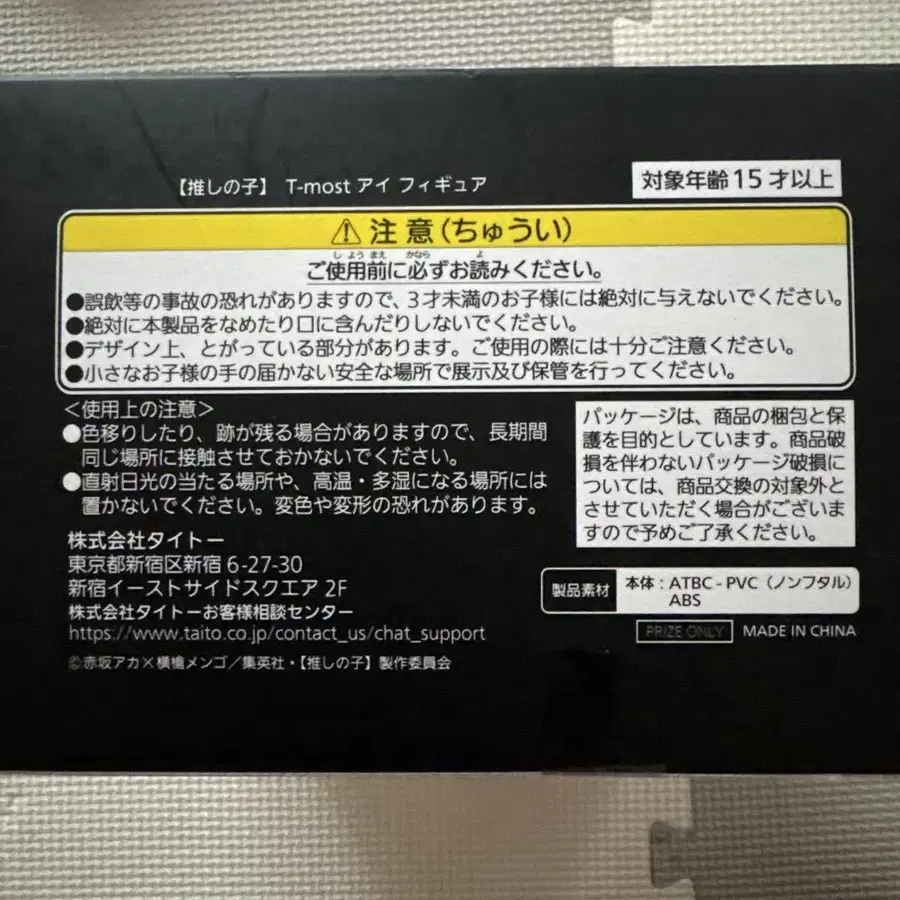 【推しの子】 T-most アイ フィギュア
対象年齢15才以上
⚠注意(ちゅうい)
しようまえ かなら よ
ご使用前に必ずお読みください。
●誤飲等の事故の恐れがありますので、3才未満のお子様には絶対に与えないでください。
●絶対に本製品をなめたり口に含んだりしないでください。
●デザイン上、とがっている部分があります。ご使用の際には十分ご注意ください。
●小さなお子様の手の届かない安全な場所で展示及び保管を行ってください。
<使用上の注意>
●色移りしたり、跡が残る場合がありますので、長期間
同じ場所に接触させておかないでください。
●直射日光の当たる場所や、高温・多湿になる場所には
置かないでください。変色や変形の恐れがあります。
パッケージは、商品の梱包と保
護を目的としています。商品破
損を伴わないパッケージ破損に
ついては、商品交換の対象外と
させていただく場合がございま
すので予めご了承ください。
株式会社タイトー
東京都新宿区新宿6-27-30
新宿イーストサイドスクエア 2F
株式会社タイトーお客様相談センター
https://www.taito.co.jp/contact_us/chat_support
©赤坂アカ×横槍メンゴ/集英社・【推しの子】製作委員会
製品素材
本体:ATBC-PVC(ノンフタル)
ABS
PRIZE ONLY
MADE IN CHINA